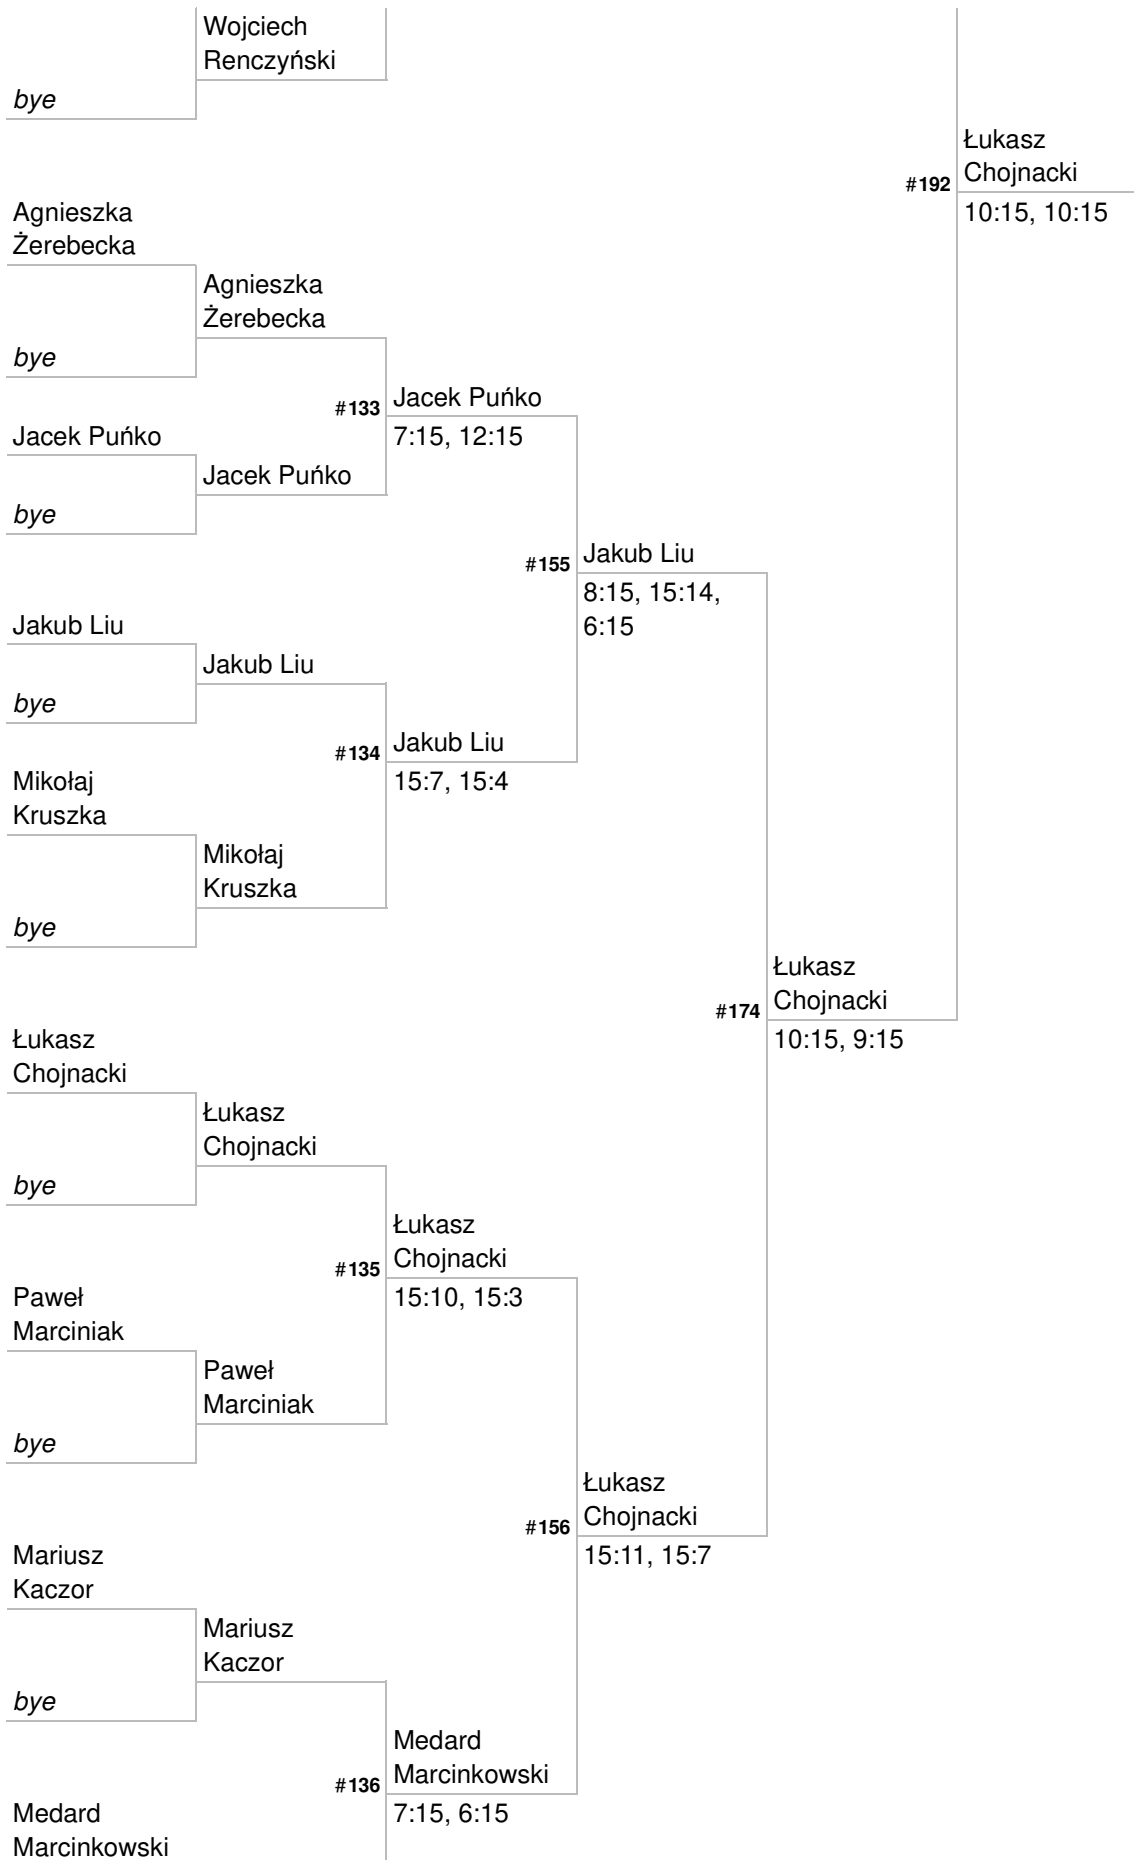 Wojciech
Renczyński
bye
Łukasz
Chojnacki
#192
10:15, 10:15
Agnieszka
Żerebecka
Agnieszka
Żerebecka
bye
#133
Jacek Puńko
7:15, 12:15
Jacek Puńko
Jacek Puńko
bye
#155
Jakub Liu
8:15, 15:14,
6:15
Jakub Liu
Jakub Liu
bye
#134
Jakub Liu
15:7, 15:4
Mikołaj
Kruszka
Mikołaj
Kruszka
bye
#174
Łukasz
Chojnacki
10:15, 9:15
Łukasz
Chojnacki
Łukasz
Chojnacki
bye
#135
Łukasz
Chojnacki
15:10, 15:3
Paweł
Marciniak
Paweł
Marciniak
bye
#156
Łukasz
Chojnacki
15:11, 15:7
Mariusz
Kaczor
Mariusz
Kaczor
bye
#136
Medard
Marcinkowski
7:15, 6:15
Medard
Marcinkowski